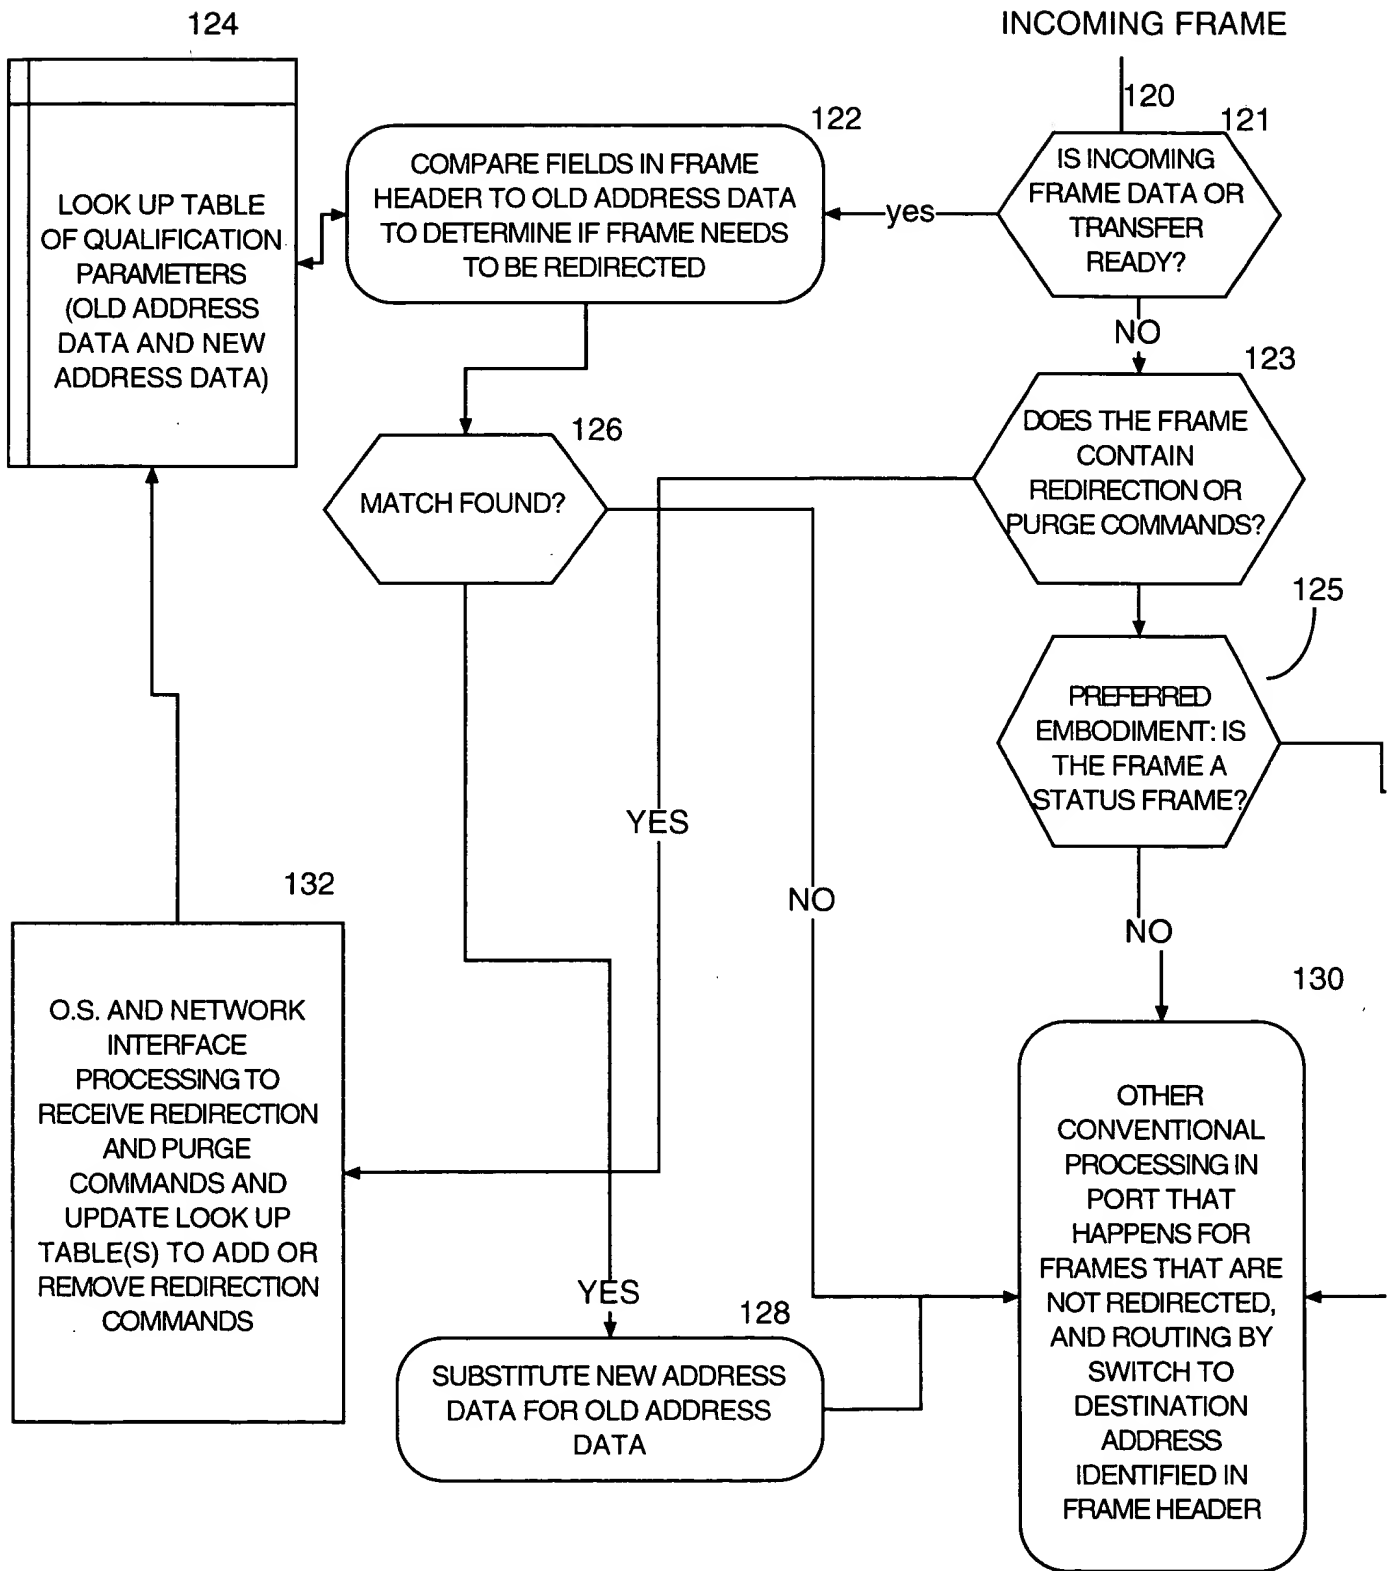 124
INCOMING FRAME
120
121
122
IS INCOMING
FRAME DATA OR
TRANSFER
READY?
COMPARE FIELDS IN FRAME
HEADER TO OLD ADDRESS DATA
TO DETERMINE IF FRAME NEEDS
TO BE REDIRECTED
yes
LOOK UP TABLE
OF QUALIFICATION
PARAMETERS
(OLD ADDRESS
DATA AND NEW
ADDRESS DATA)
NO
123
DOES THE FRAME
CONTAIN
REDIRECTION OR
PURGE COMMANDS?
126
MATCH FOUND?
125
PREFERRED
EMBODIMENT: IS
THE FRAME A
STATUS FRAME?
YES
NO
NO
132
O.S. AND NETWORK
INTERFACE
PROCESSING TO
RECEIVE REDIRECTION
AND PURGE
COMMANDS AND
UPDATE LOOK UP
TABLE(S) TO ADD OR
REMOVE REDIRECTION
COMMANDS
130
OTHER
CONVENTIONAL
PROCESSING IN
PORT THAT
HAPPENS FOR
FRAMES THAT ARE
NOT REDIRECTED,
AND ROUTING BY
SWITCH TO
DESTINATION
ADDRESS
IDENTIFIED IN
FRAME HEADER
YES
128
SUBSTITUTE NEW ADDRESS
DATA FOR OLD ADDRESS
DATA